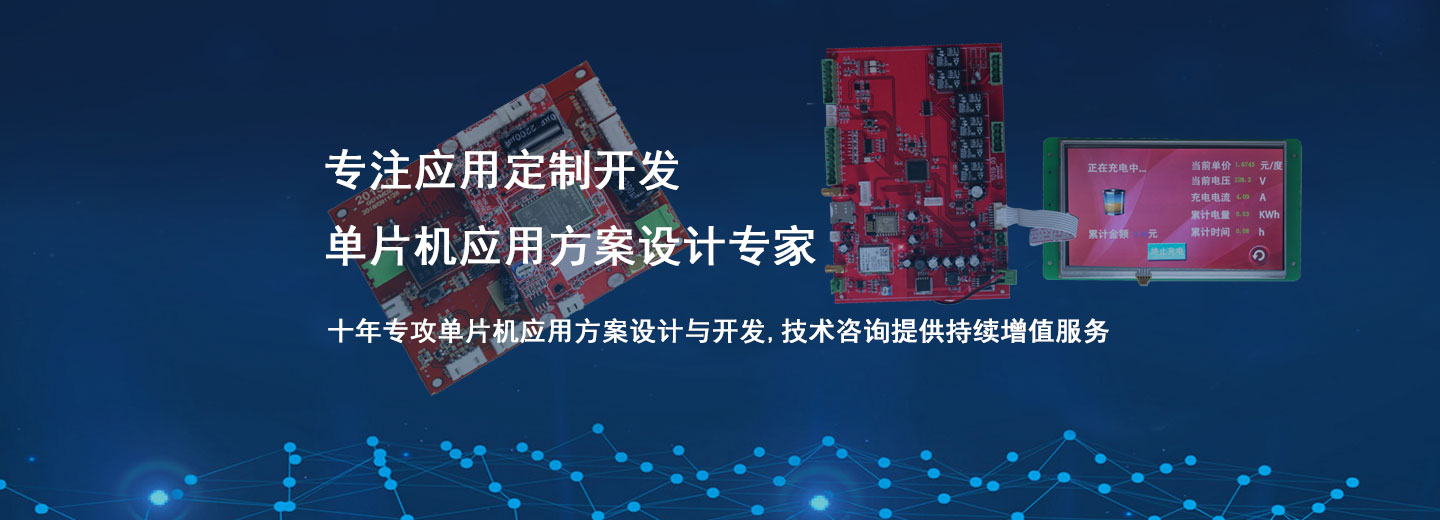 专注应用定制开发
单片机应用方案设计专家
十年专攻单片机应用方案设计与开发,技术咨询提供持续增值服务
2200µF
正在充电中...
当前单价 1.0745 元/度
当前电压 220.2 V
充电电流 4.09 A
累计电量 0.03 KWh
累计金额 元
累计时间 0.08 h
终止充电